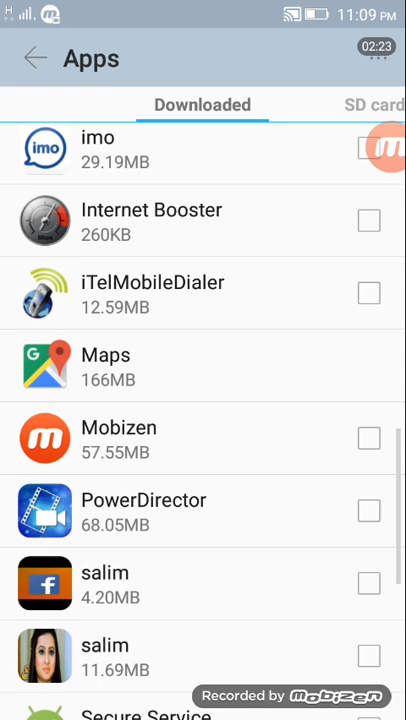 H
11:09 PM
Apps
02:23
Downloaded
SD card
imo
imo
29.19MB
Internet Booster
260KB
iTelMobileDialer
12.59MB
G
Maps
166MB
m
Mobizen
57.55MB
PowerDirector
68.05MB
f
salim
4.20MB
salim
11.69MB
Recorded by mobizen
Secure Service